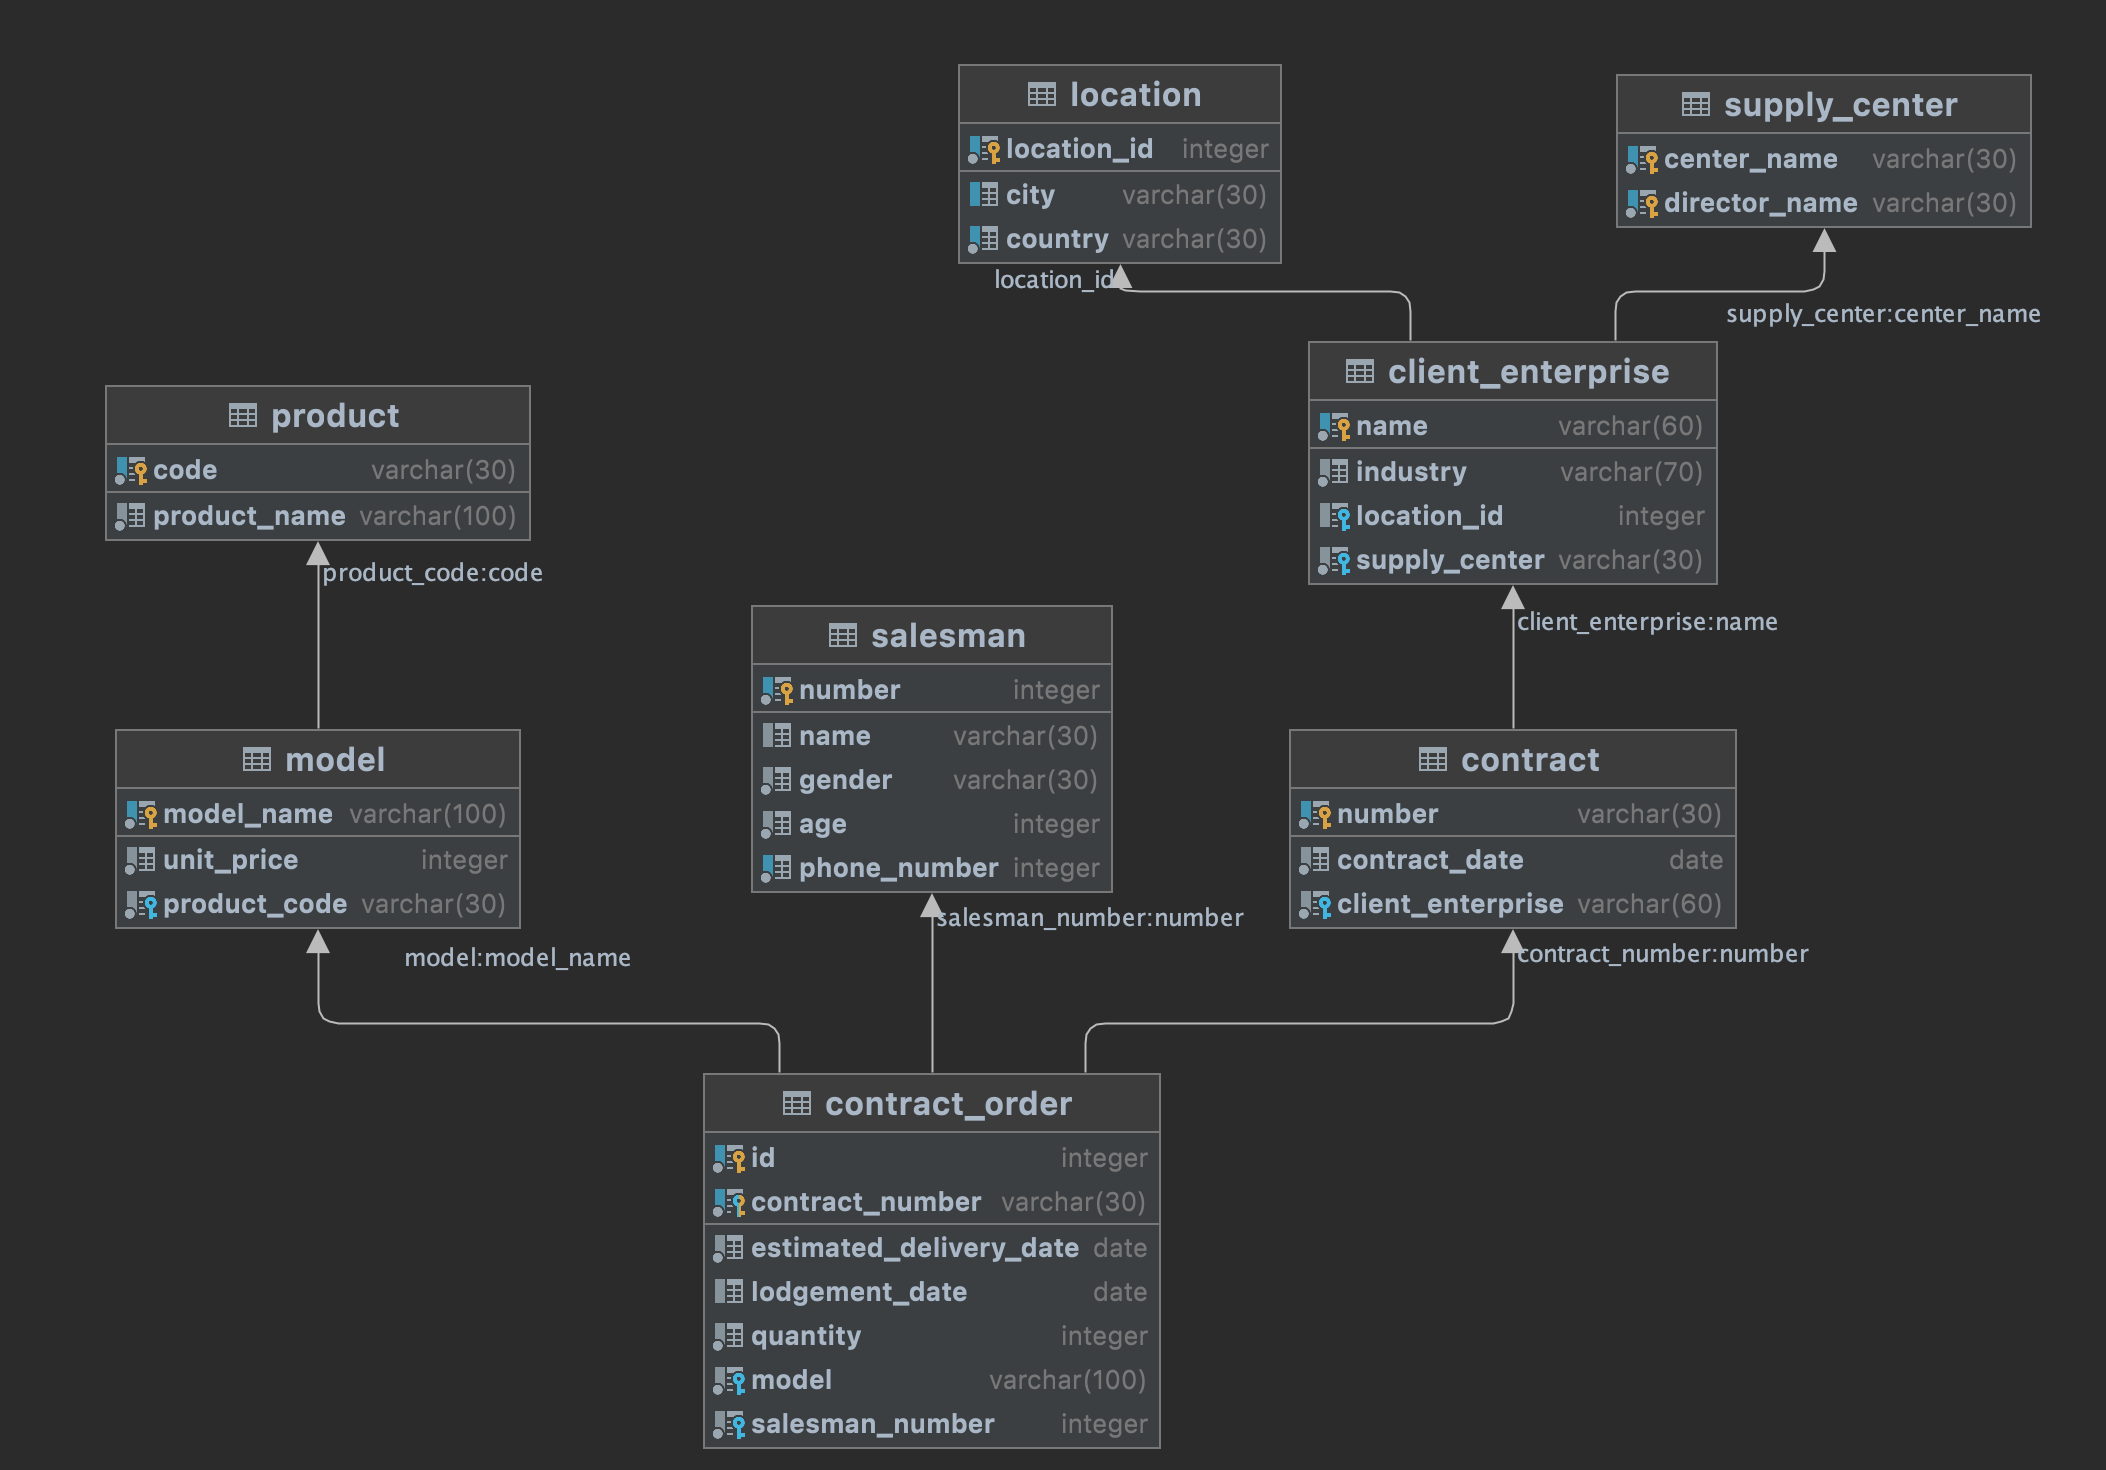 location
location_id integer
city varchar(30)
country varchar(30)
supply_center
center_name varchar(30)
director_name varchar(30)
location_id
supply_center:center_name
client_enterprise
name varchar(60)
industry varchar(70)
location_id integer
supply_center varchar(30)
client_enterprise:name
product
code varchar(30)
product_name varchar(100)
product_code:code
salesman
number integer
name varchar(30)
gender varchar(30)
age integer
phone_number integer
salesman_number:number
model
model_name varchar(100)
unit_price integer
product_code varchar(30)
model:model_name
contract
number varchar(30)
contract_date date
client_enterprise varchar(60)
contract_number:number
contract_order
id integer
contract_number varchar(30)
estimated_delivery_date date
lodgement_date date
quantity integer
model varchar(100)
salesman_number integer